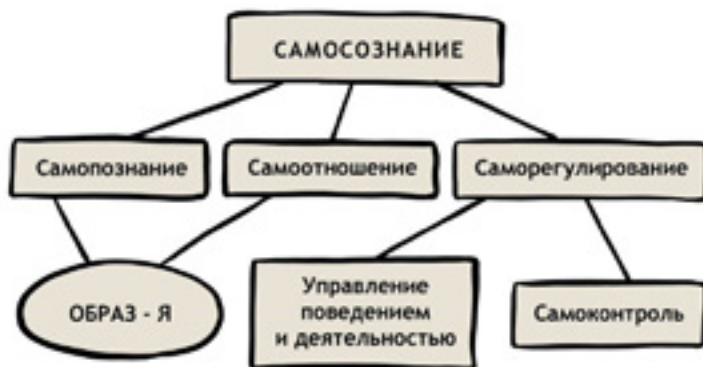 САМОСОЗНАНИЕ
Самопознание
Самоотношение
Саморегулирование
ОБРАЗ - Я
Управление
поведением
и деятельностью
Самоконтроль